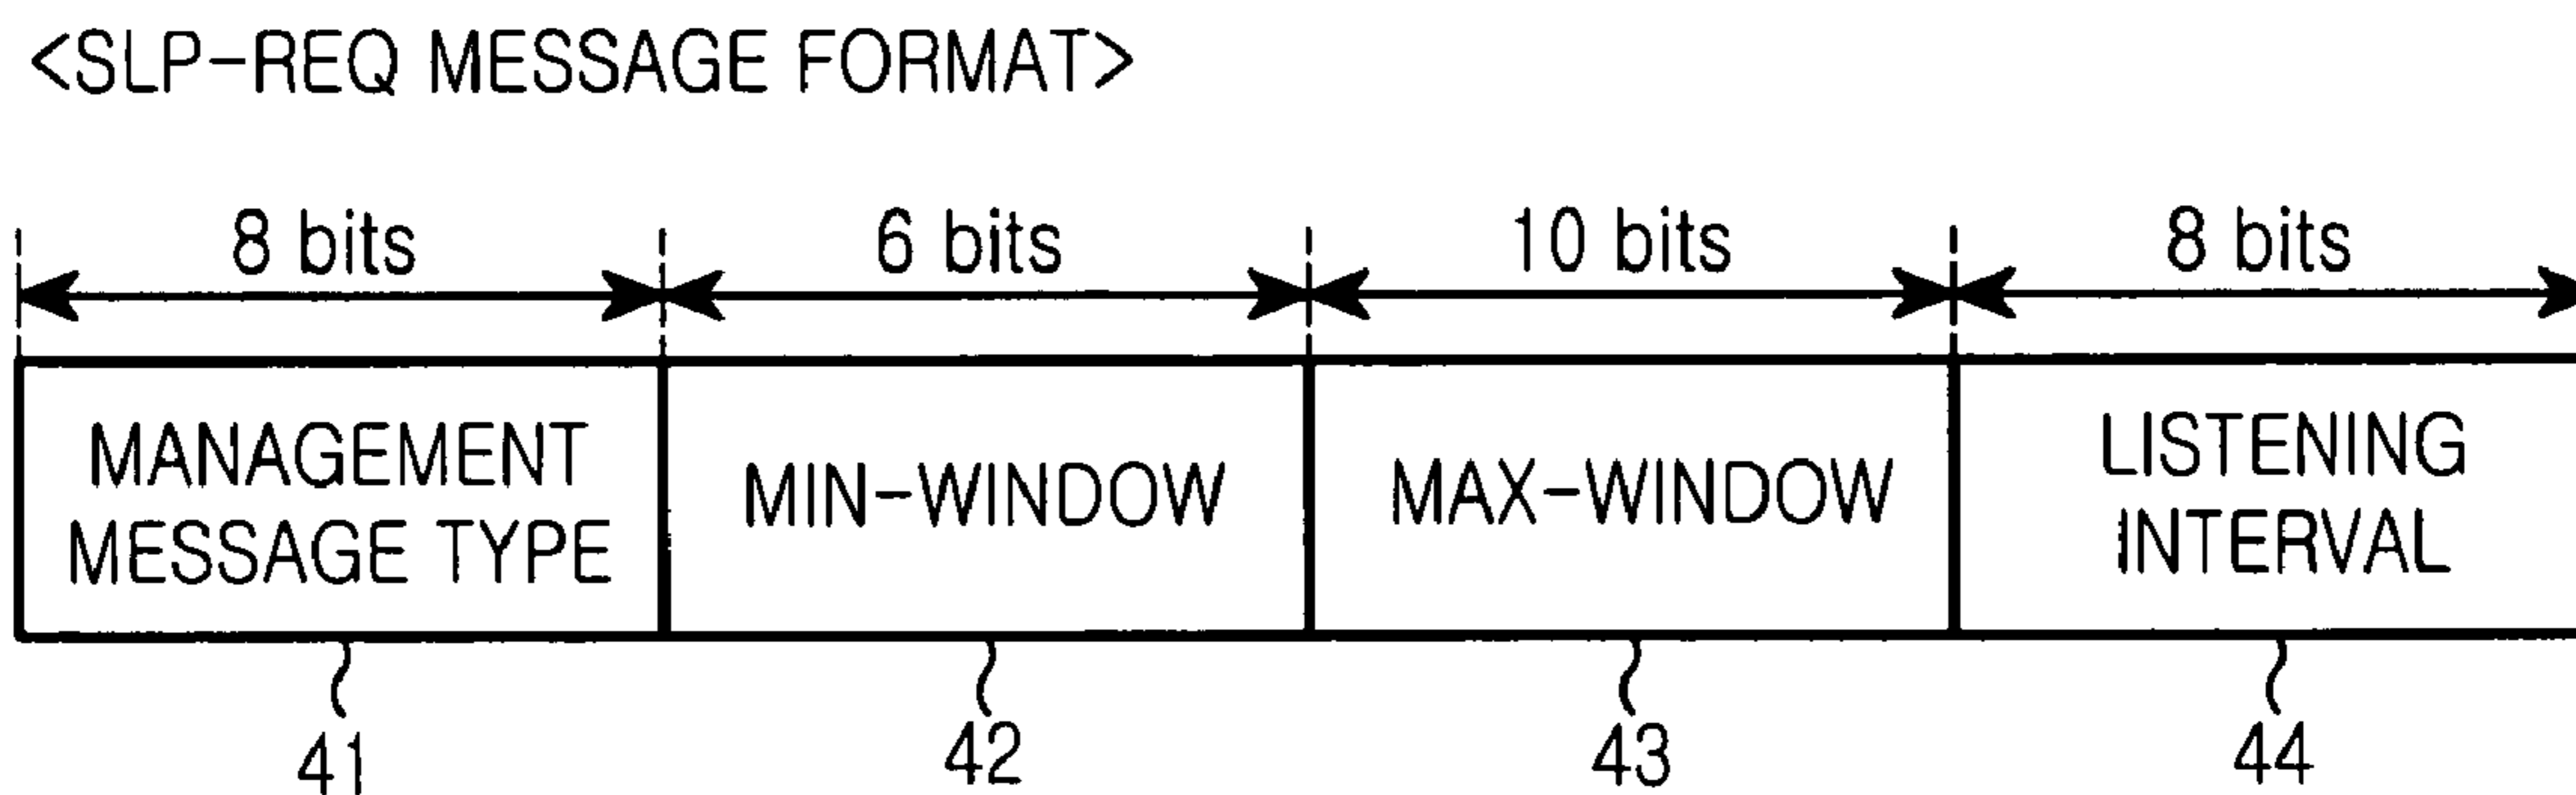 <SLP-REQ MESSAGE FORMAT>
8 bits 6 bits 10 bits 8 bits
MANAGEMENT
MESSAGE TYPE
MIN-WINDOW
MAX-WINDOW
LISTENING
INTERVAL
41 42 43 44